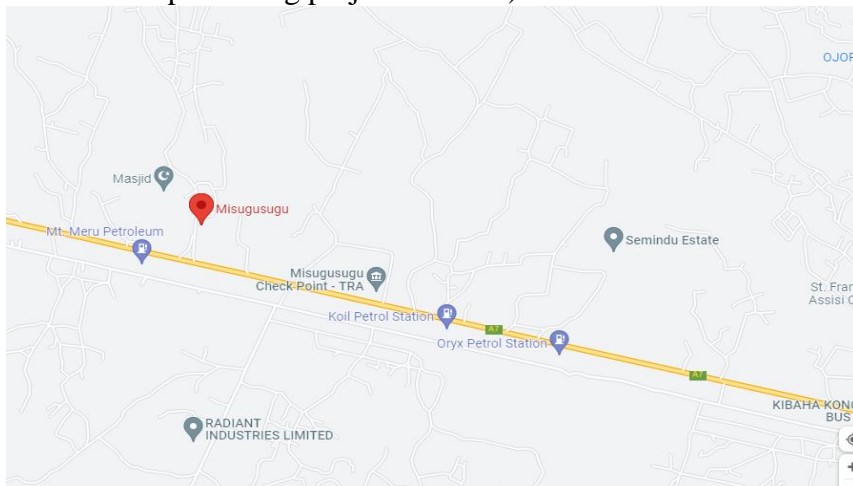 OJOF
Masjid
Misugusugu
Mt. Meru Petroleum
Semindu Estate
Misugusugu
Check Point - TRA
St. Fran
Assisi C
Koil Petrol Station
A7
Oryx Petrol Station
A7
KIBAHA KONG
BUS
RADIANT
INDUSTRIES LIMITED